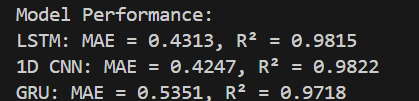 Model Performance:
LSTM: MAE = 0.4313, R² = 0.9815
1D CNN: MAE = 0.4247, R² = 0.9822
GRU: MAE = 0.5351, R² = 0.9718